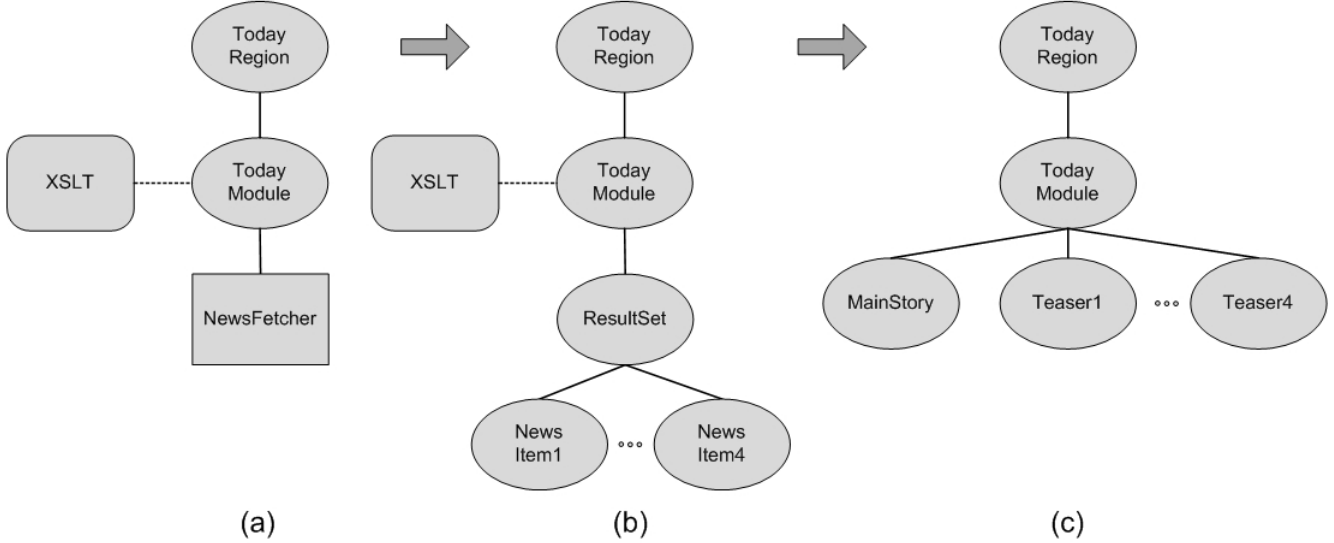 Today
Region
XSLT
Today
Module
NewsFetcher
(a)
Today
Region
XSLT
Today
Module
ResultSet
News
Item1
News
Item4
(b)
Today
Region
Today
Module
MainStory
Teaser1
Teaser4
(c)